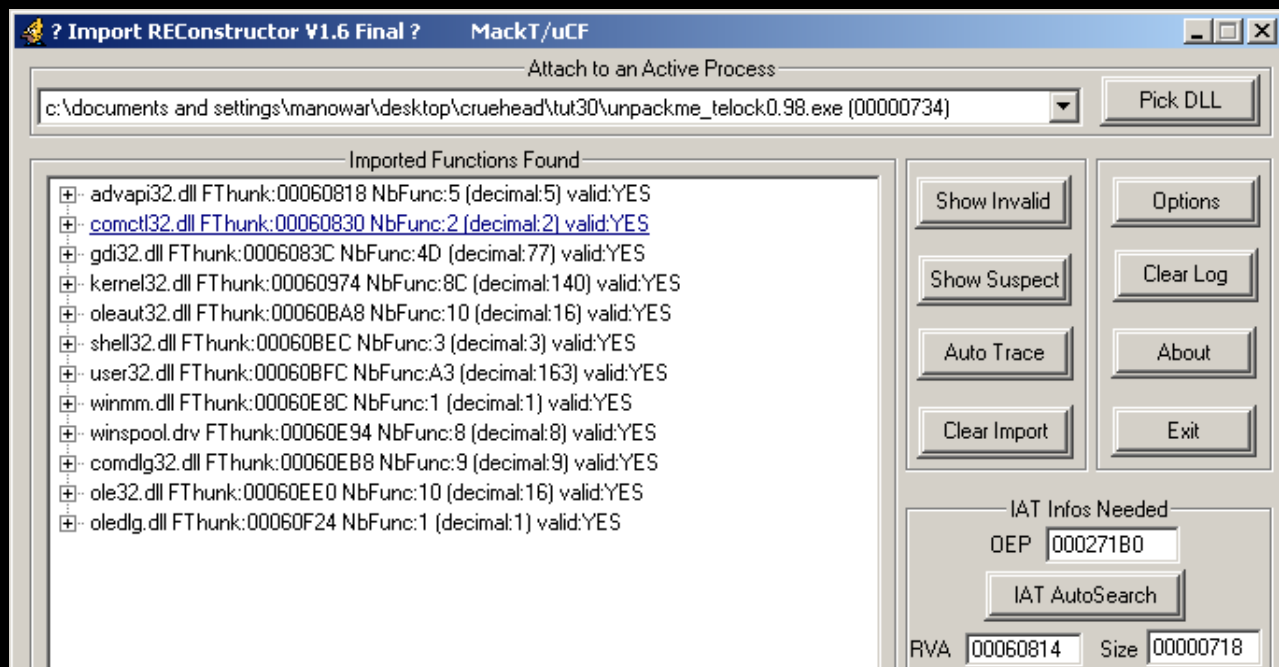 ? Import REConstructor V1.6 Final ? MackT/uCF
Attach to an Active Process
c:\documents and settings\manowar\desktop\cruehead\tut30\unpackme_telock0.98.exe (00000734)
Pick DLL
Imported Functions Found
advapi32.dll FThunk:00060818 NbFunc:5 (decimal:5) valid:YES
comctl32.dll FThunk:00060830 NbFunc:2 (decimal:2) valid:YES
gdi32.dll FThunk:0006083C NbFunc:4D (decimal:77) valid:YES
kernel32.dll FThunk:00060974 NbFunc:8C (decimal:140) valid:YES
oleaut32.dll FThunk:00060BA8 NbFunc:10 (decimal:16) valid:YES
shell32.dll FThunk:00060BEC NbFunc:3 (decimal:3) valid:YES
user32.dll FThunk:00060BFC NbFunc:A3 (decimal:163) valid:YES
winmm.dll FThunk:00060E8C NbFunc:1 (decimal:1) valid:YES
winspool.drv FThunk:00060E94 NbFunc:8 (decimal:8) valid:YES
comdlg32.dll FThunk:00060EB8 NbFunc:9 (decimal:9) valid:YES
ole32.dll FThunk:00060EE0 NbFunc:10 (decimal:16) valid:YES
oledlg.dll FThunk:00060F24 NbFunc:1 (decimal:1) valid:YES
Show Invalid
Options
Show Suspect
Clear Log
Auto Trace
About
Clear Import
Exit
IAT Infos Needed
OEP 000271B0
IAT AutoSearch
RVA 00060814 Size 00000718